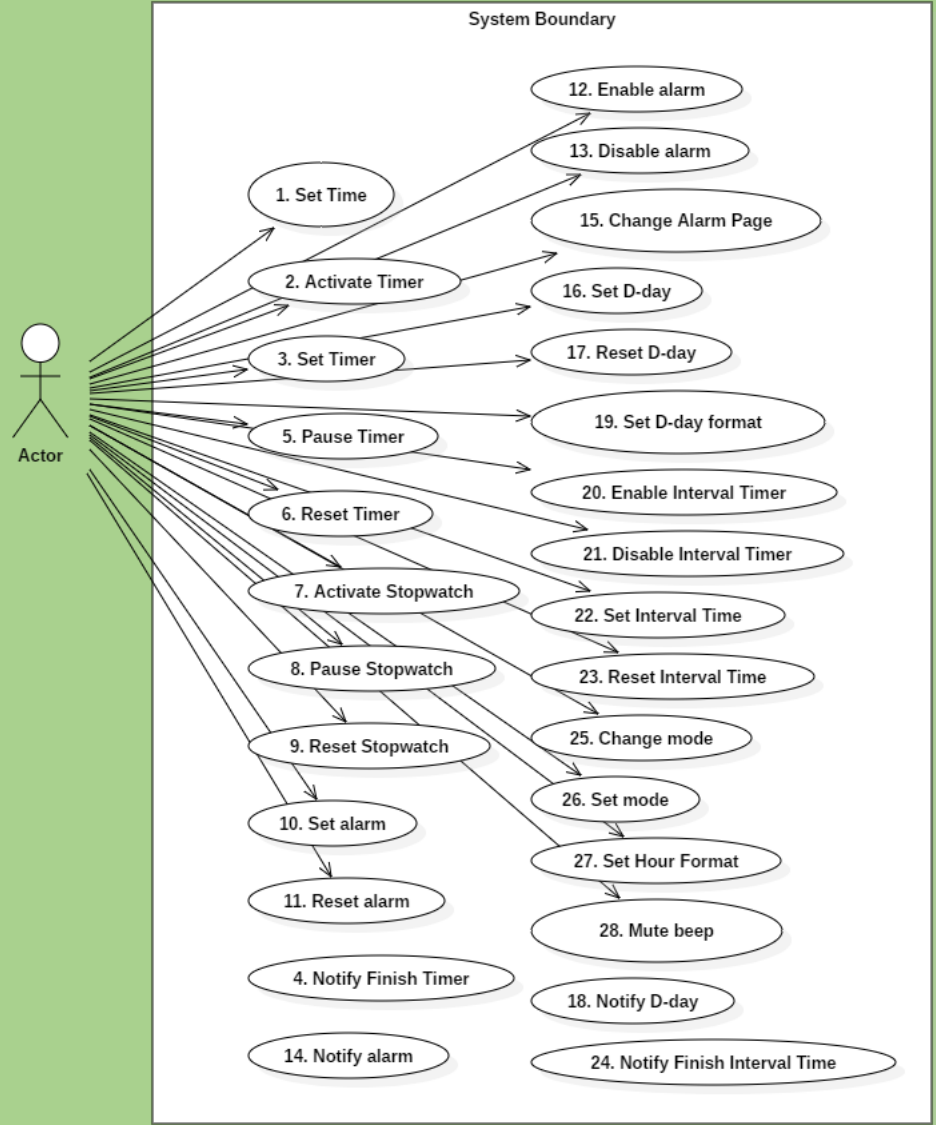 System Boundary
12. Enable alarm
13. Disable alarm
1. Set Time
15. Change Alarm Page
2. Activate Timer
16. Set D-day
3. Set Timer
17. Reset D-day
5. Pause Timer
19. Set D-day format
Actor
20. Enable Interval Timer
6. Reset Timer
21. Disable Interval Timer
7. Activate Stopwatch
22. Set Interval Time
8. Pause Stopwatch
23. Reset Interval Time
25. Change mode
9. Reset Stopwatch
26. Set mode
10. Set alarm
27. Set Hour Format
11. Reset alarm
28. Mute beep
4. Notify Finish Timer
18. Notify D-day
14. Notify alarm
24. Notify Finish Interval Time